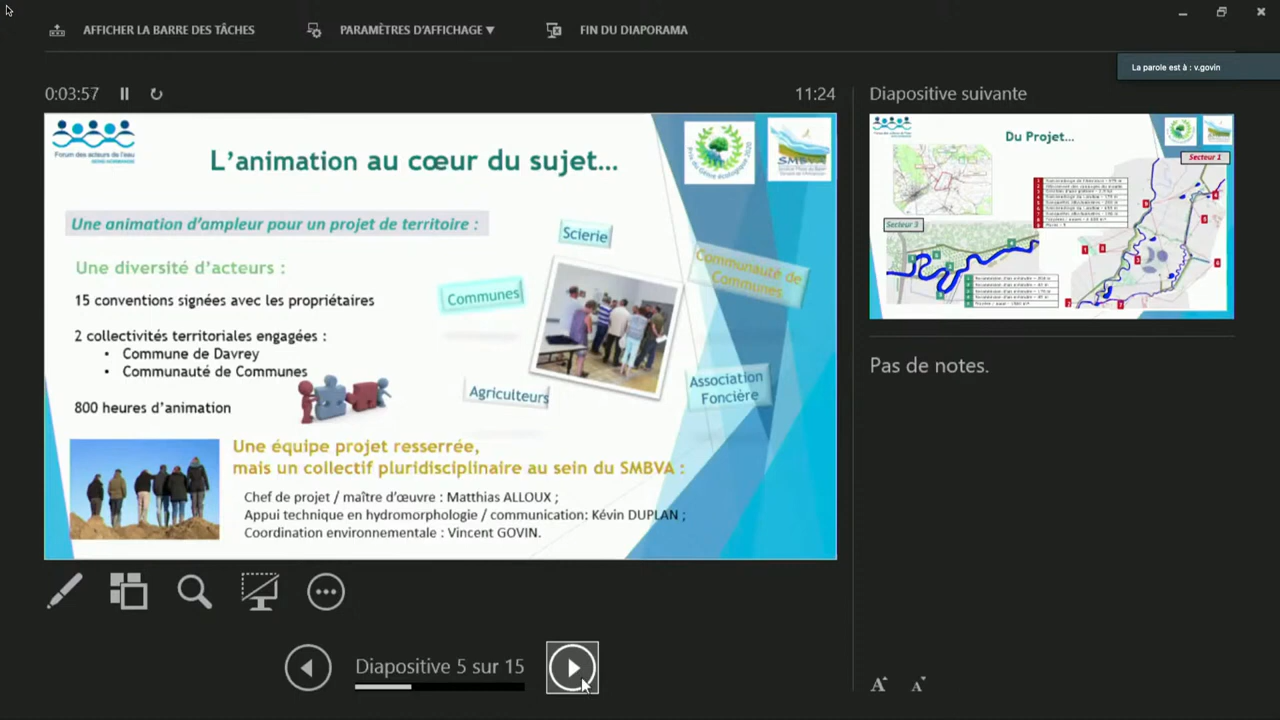 AFFICHER LA BARRE DES TÂCHES
PARAMÈTRES D'AFFICHAGE ▼
FIN DU DIAPORAMA
La parole est à : v.govin
0:03:57
11:24
Diapositive suivante
Forum des acteurs de l'eau
L'animation au cœur du sujet...
Prix du Génie écologique 2020
SMBVA
Une animation d'ampleur pour un projet de territoire :
Une diversité d'acteurs :
15 conventions signées avec les propriétaires
2 collectivités territoriales engagées :
• Commune de Davrey
• Communauté de Communes
800 heures d'animation
Scierie
Communes
Communauté de
Communes
Agriculteurs
Association
Foncière
Une équipe projet resserrée,
mais un collectif pluridisciplinaire au sein du SMBVA :
Chef de projet / maître d'œuvre : Matthias ALLOUX ;
Appui technique en hydromorphologie / communication: Kévin DUPLAN ;
Coordination environnementale : Vincent GOVIN.
Du Projet...
Secteur 1
Pas de notes.
Diapositive 5 sur 15
A A